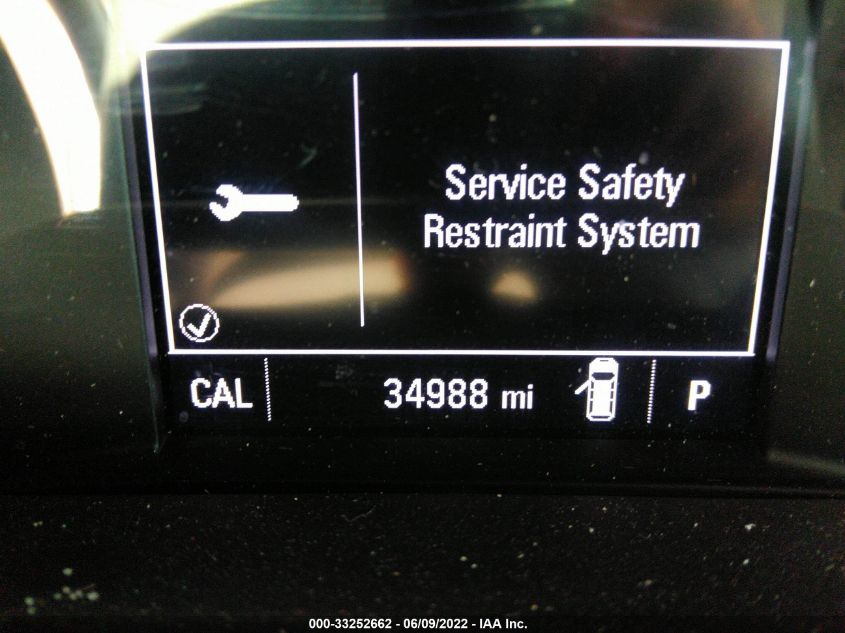 Service Safety
Restraint System
CAL 34988 mi P
000-33252662 - 06/09/2022 - IAA Inc.